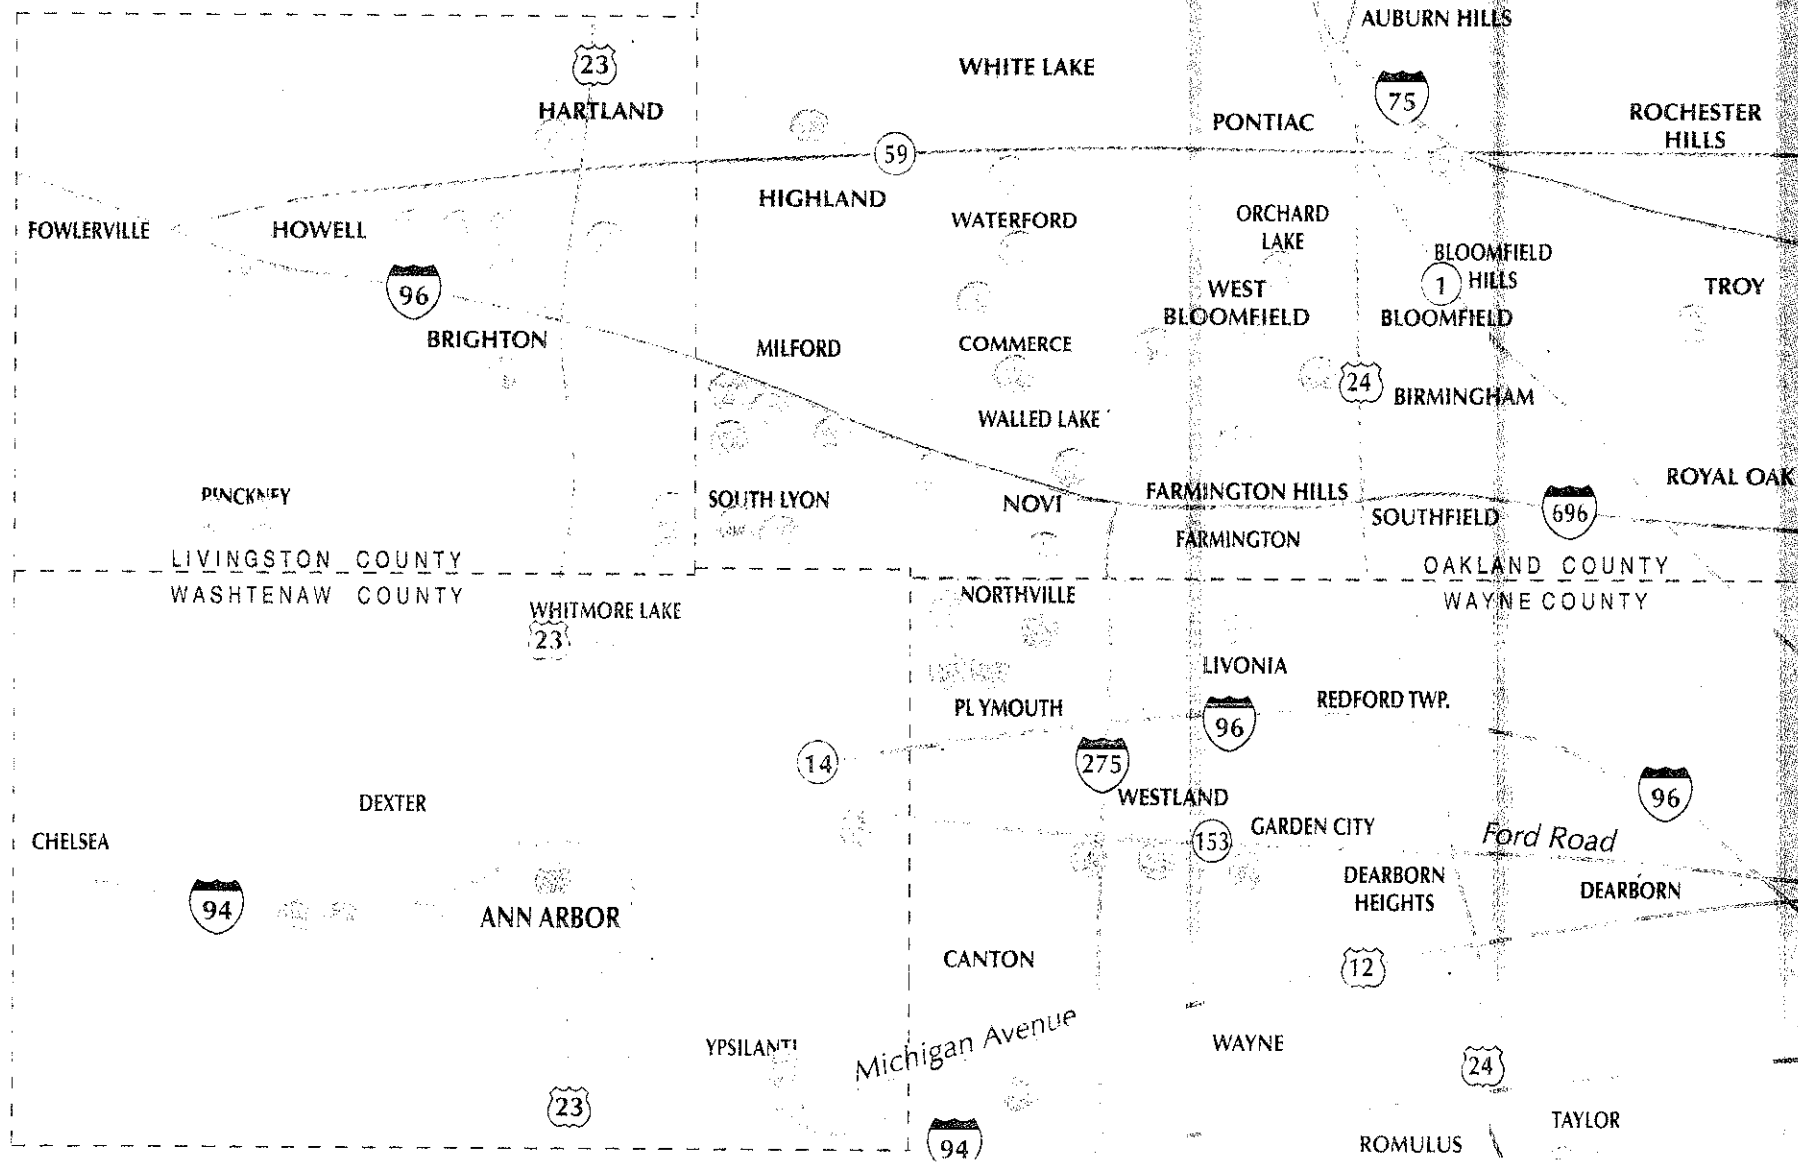 AUBURN HILLS
23
WHITE LAKE
75
HARTLAND
PONTIAC
ROCHESTER
HILLS
59
HIGHLAND
FOWLERVILLE
HOWELL
WATERFORD
ORCHARD
LAKE
BLOOMFIELD
HILLS
1
96
WEST
BLOOMFIELD
TROY
BLOOMFIELD
BRIGHTON
MILFORD
COMMERCE
24
BIRMINGHAM
WALLED LAKE
PINCKNEY
SOUTH LYON
NOVI
FARMINGTON HILLS
ROYAL OAK
SOUTHFIELD
696
FARMINGTON
LIVINGSTON COUNTY
OAKLAND COUNTY
WASHTENAW COUNTY
NORTHVILLE
WAYNE COUNTY
WHITMORE LAKE
23
LIVONIA
PLYMOUTH
96
REDFORD TWP.
14
275
WESTLAND
96
DEXTER
CHELSEA
153
GARDEN CITY
Ford Road
94
ANN ARBOR
DEARBORN
HEIGHTS
DEARBORN
CANTON
12
YPSILANTI
Michigan Avenue
WAYNE
24
23
94
TAYLOR
ROMULUS